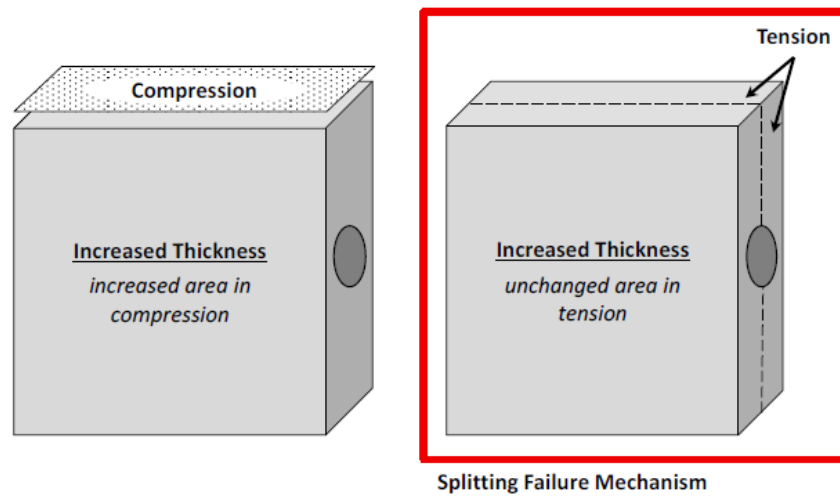 Compression
Increased Thickness
increased area in
compression
Tension
Increased Thickness
unchanged area in
tension
Splitting Failure Mechanism